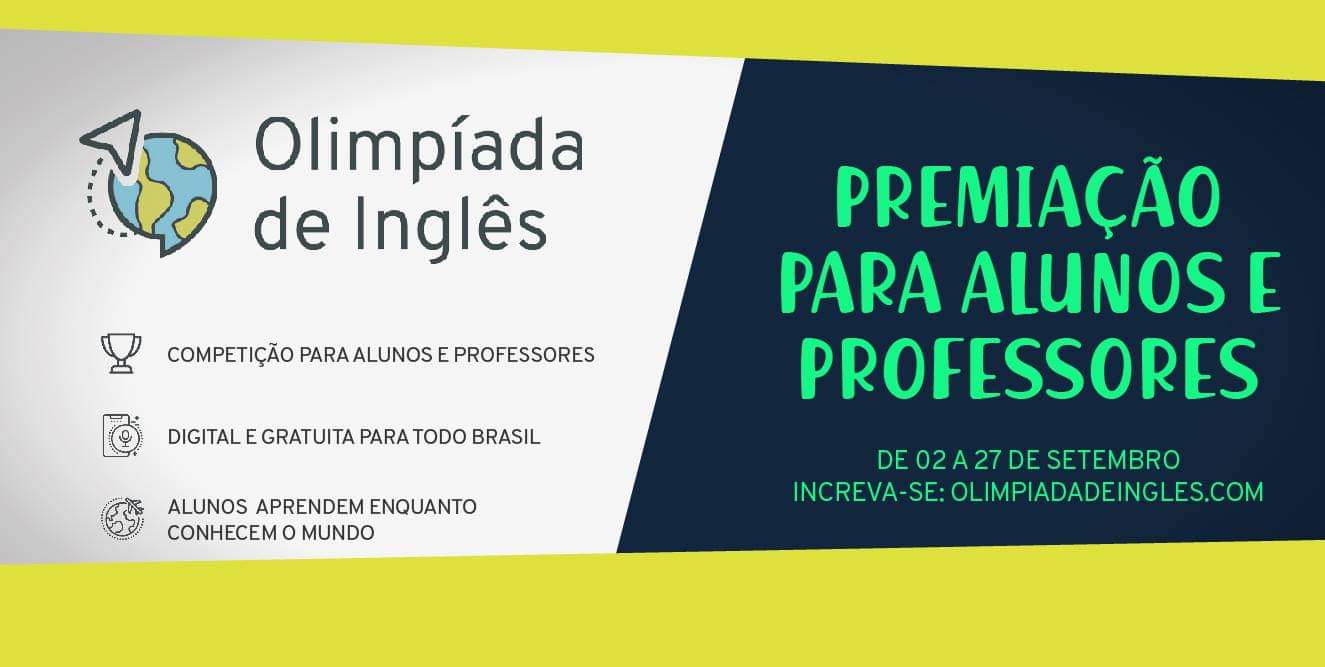 Olimpíada
de Inglês
COMPETIÇÃO PARA ALUNOS E PROFESSORES
DIGITAL E GRATUITA PARA TODO BRASIL
ALUNOS APRENDEM ENQUANTO
CONHECEM O MUNDO
PREMIAÇÃO
PARA ALUNOS E
PROFESSORES
DE 02 A 27 DE SETEMBRO
INCREVA-SE: OLIMPIADADEINGLES.COM